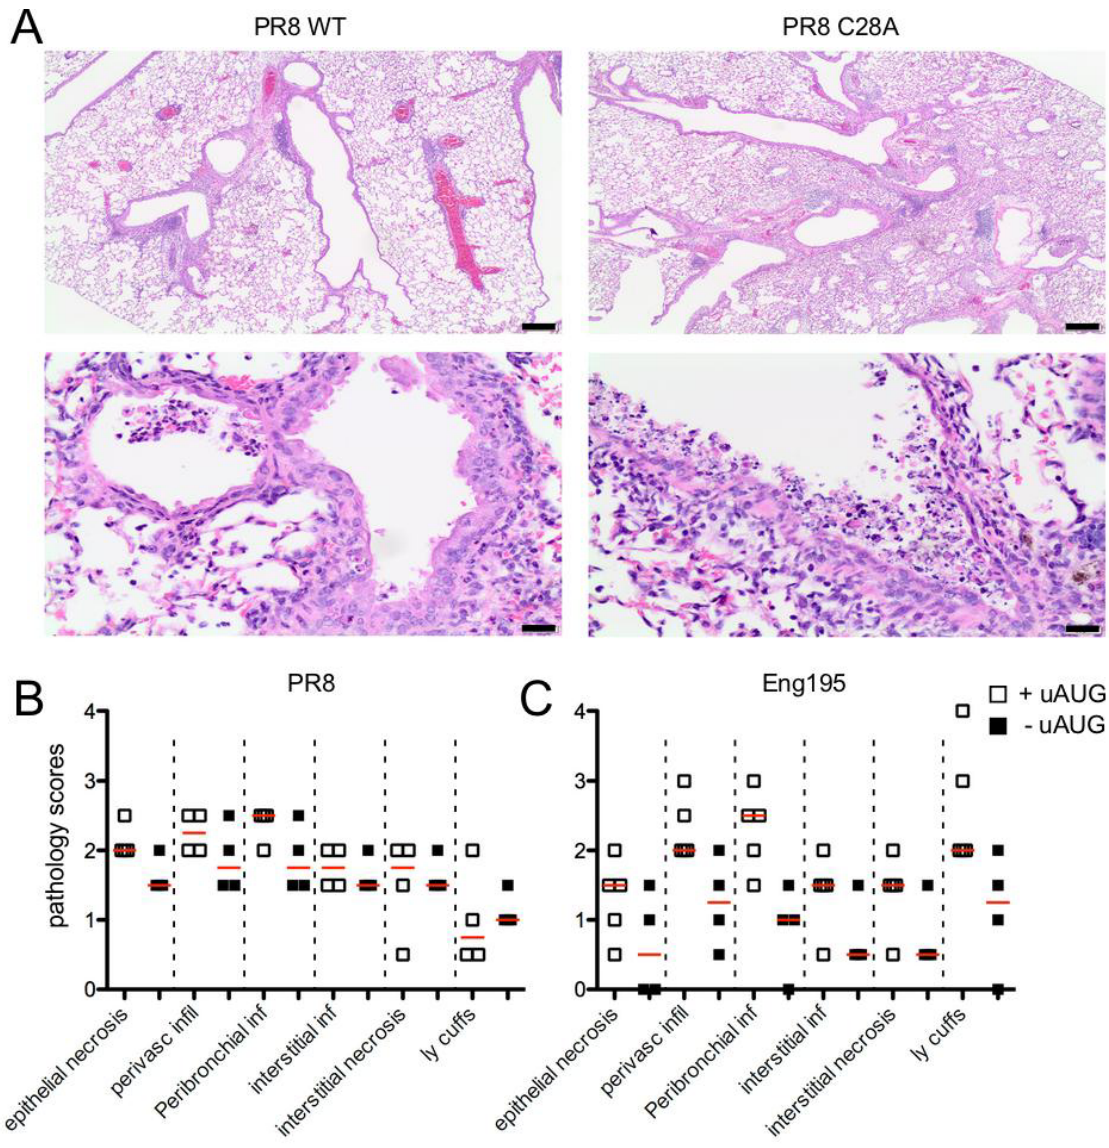 A
PR8 WT
PR8 C28A
B
PR8
C
Eng195
+ uAUG
- uAUG
pathology scores
4
3
2
1
0
epithelial necrosis
perivasc infil
Peribronchial inf
interstitial inf
interstitial necrosis
ly cuffs
4
3
2
1
0
epithelial necrosis
perivasc infil
Peribronchial inf
interstitial inf
interstitial necrosis
ly cuffs